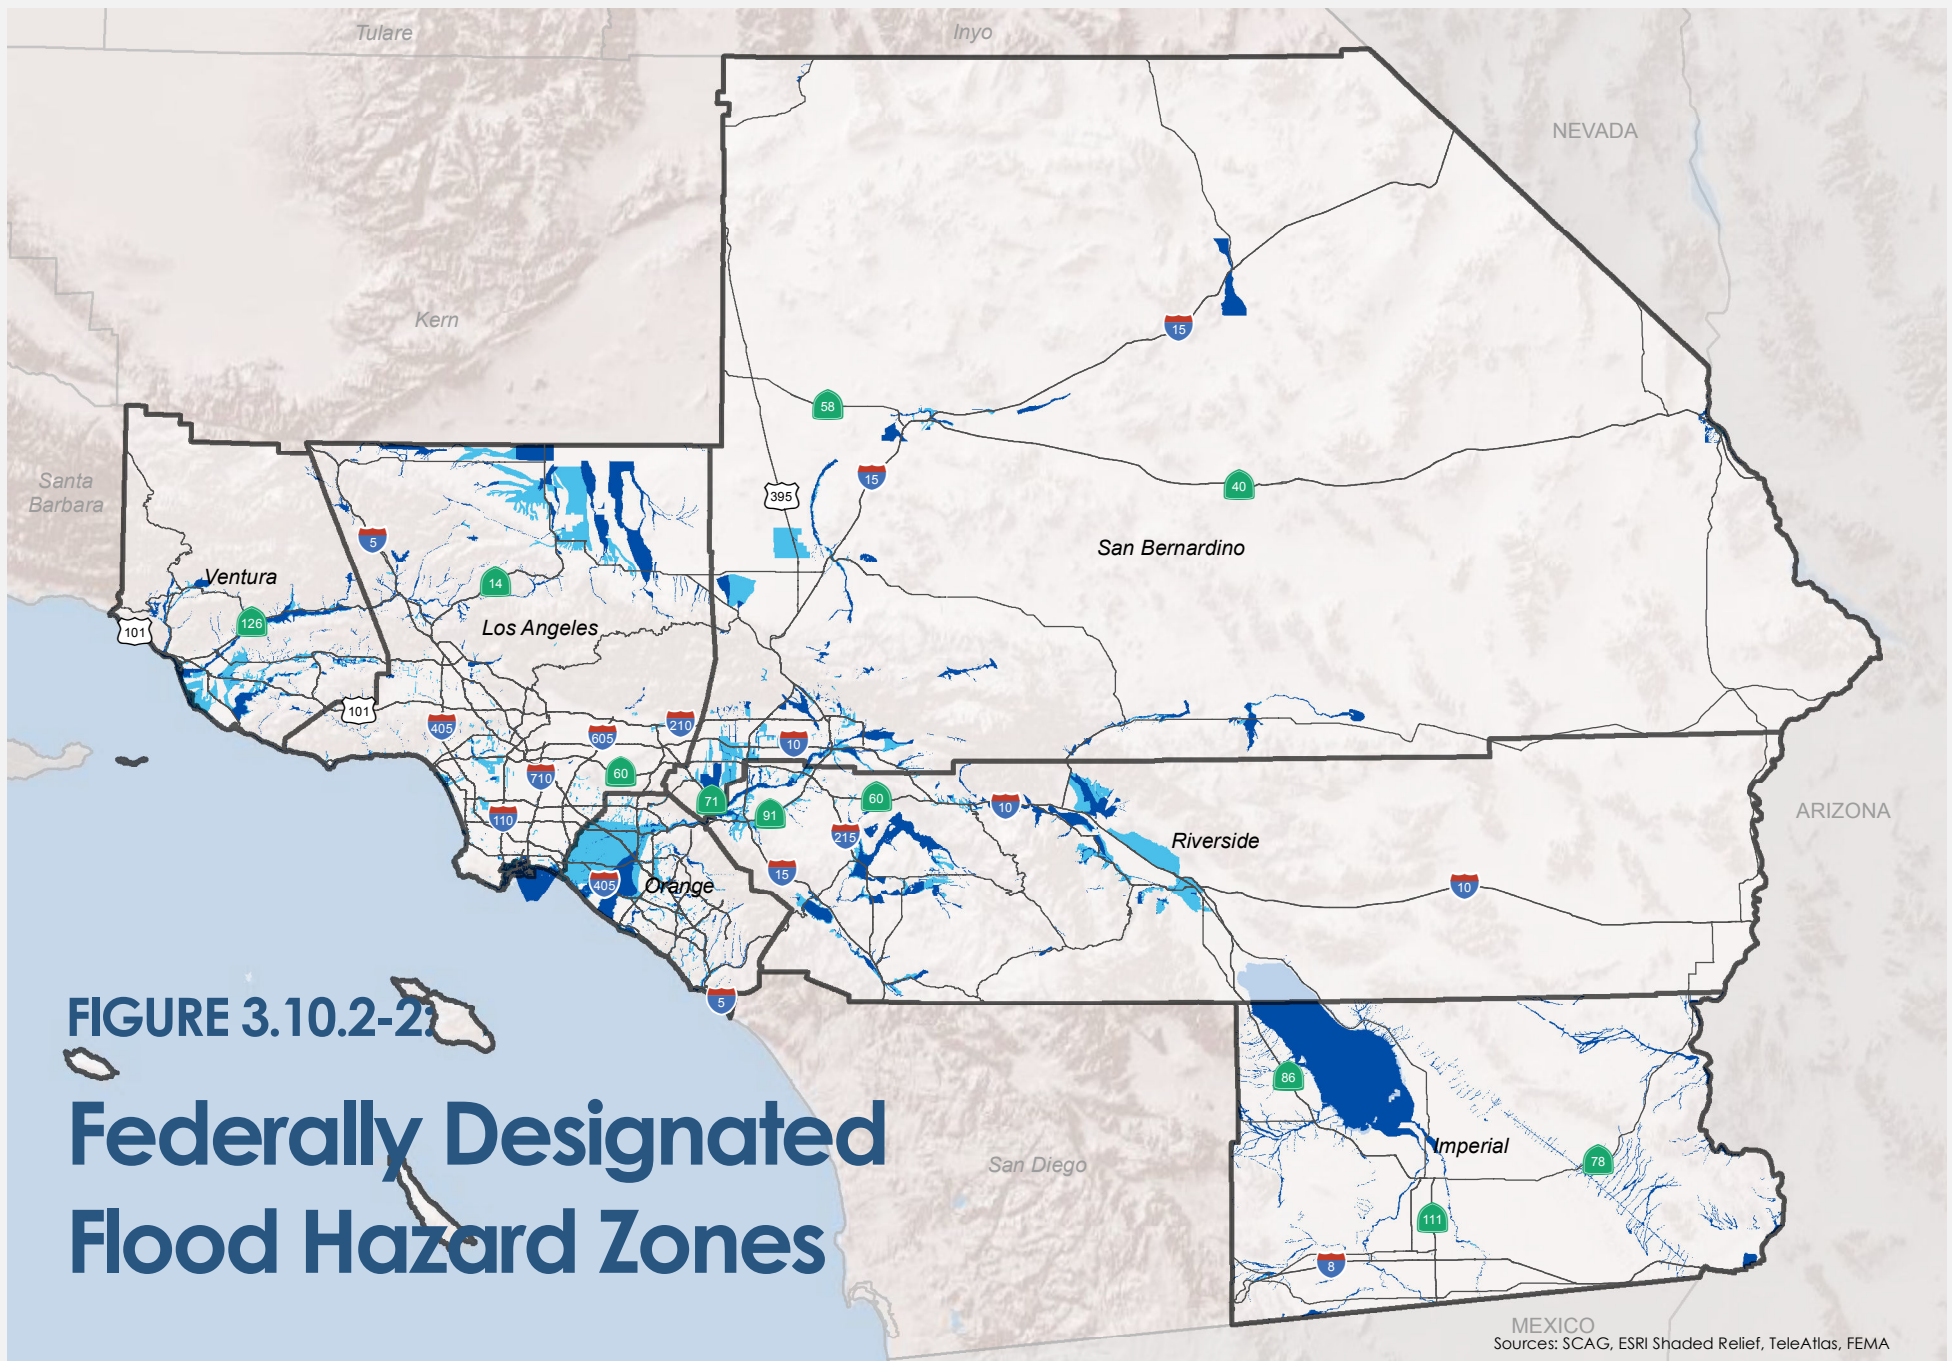 Tulare
Inyo
NEVADA
Kern
15
58
Santa
Barbara
15
395
40
5
San Bernardino
Ventura
14
126
Los Angeles
101
101
405
210
605
10
710
60
71
60
91
10
110
215
Riverside
ARIZONA
15
405
Orange
10
5
FIGURE 3.10.2-2:
86
Federally Designated
Imperial
San Diego
78
111
Flood Hazard Zones
8
MEXICO
Sources: SCAG, ESRI Shaded Relief, TeleAtlas, FEMA